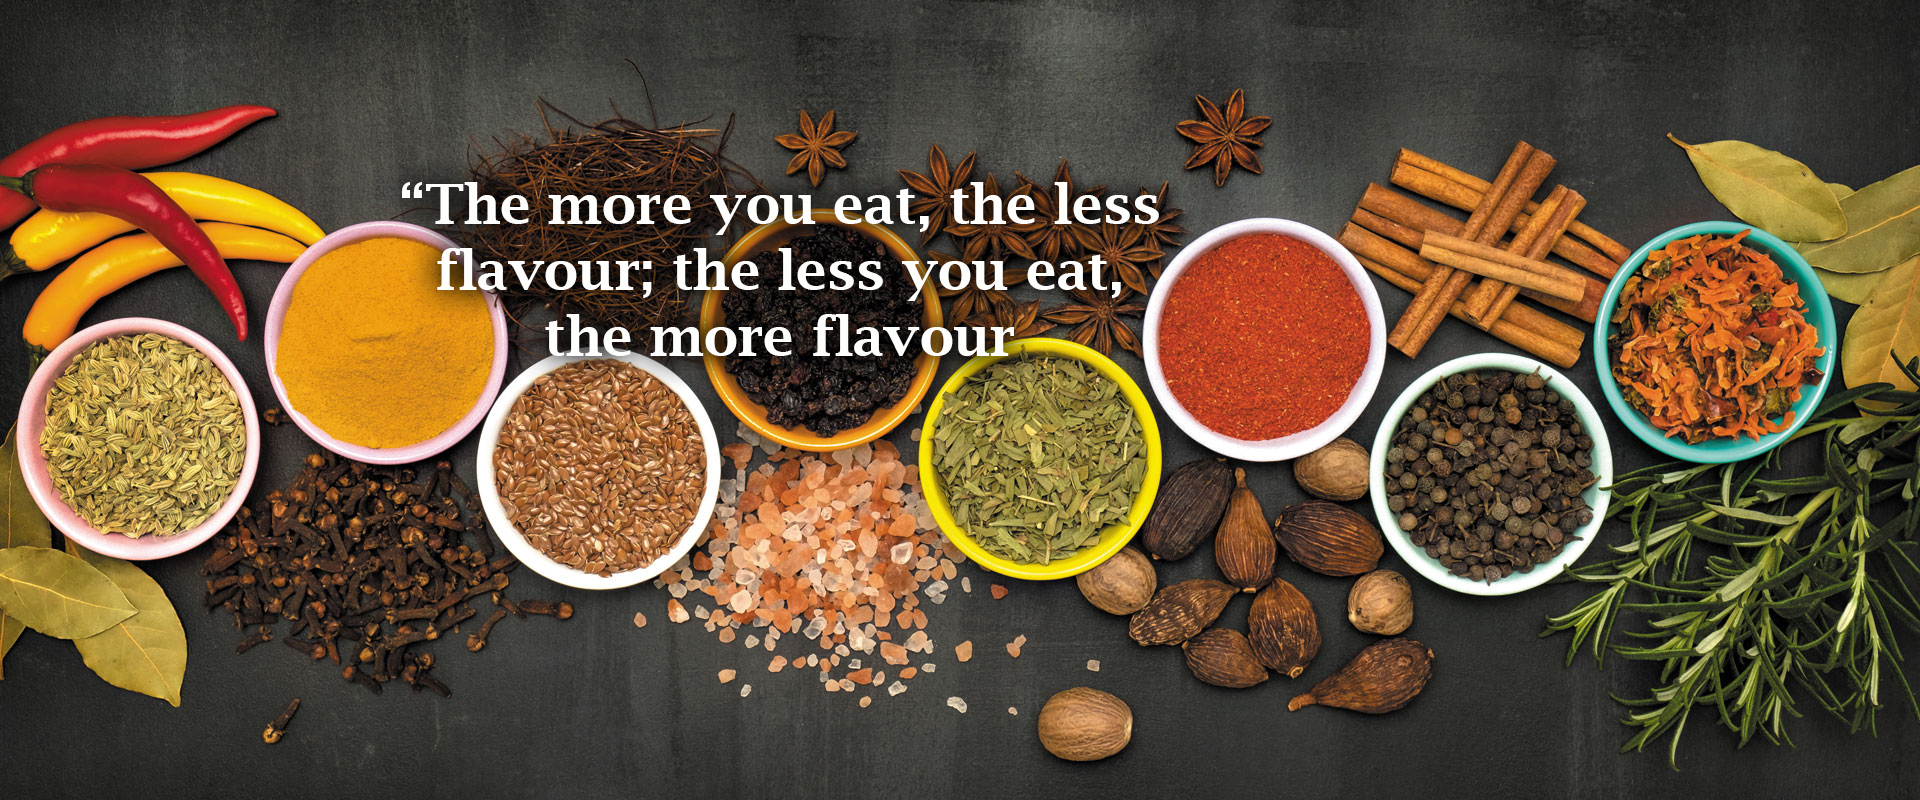 “The more you eat, the less
flavour; the less you eat,
the more flavour